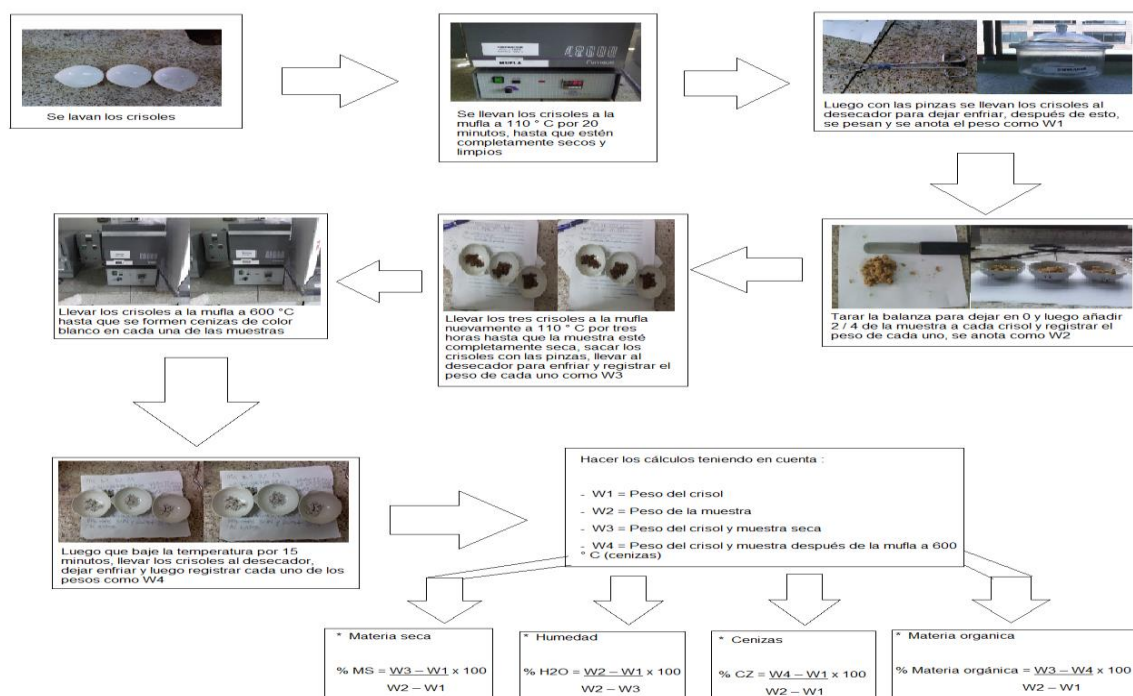 Se lavan los crisoles
MUFLA
Furnace
Se llevan los crisoles a la
mufla a 110 ° C por 20
minutos, hasta que estén
completamente secos y
limpios
Luego con las pinzas se llevan los crisoles al
desecador para dejar enfriar, después de esto,
se pesan y se anota el peso como W1
Tarar la balanza para dejar en 0 y luego añadir
2 / 4 de la muestra a cada crisol y registrar el
peso de cada uno, se anota como W2
Llevar los tres crisoles a la mufla
nuevamente a 110 ° C por tres
horas hasta que la muestra esté
completamente seca, sacar los
crisoles con las pinzas, llevar al
desecador para enfriar y registrar el
peso de cada uno como W3
Llevar los crisoles a la mufla a 600 °C
hasta que se formen cenizas de color
blanco en cada una de las muestras
Luego que baje la temperatura por 15
minutos, llevar los crisoles al desecador,
dejar enfriar y luego registrar cada uno de los
pesos como W4
Hacer los cálculos teniendo en cuenta :
- W1 = Peso del crisol
- W2 = Peso de la muestra
- W3 = Peso del crisol y muestra seca
- W4 = Peso del crisol y muestra después de la mufla a 600
° C (cenizas)
* Materia seca
% MS = W3 – W1 x 100
W2 – W1
* Humedad
% H2O = W2 – W1 x 100
W2 – W3
* Cenizas
% CZ = W4 – W1 x 100
W2 – W1
* Materia organica
% Materia orgánica = W3 – W4 x 100
W2 – W1